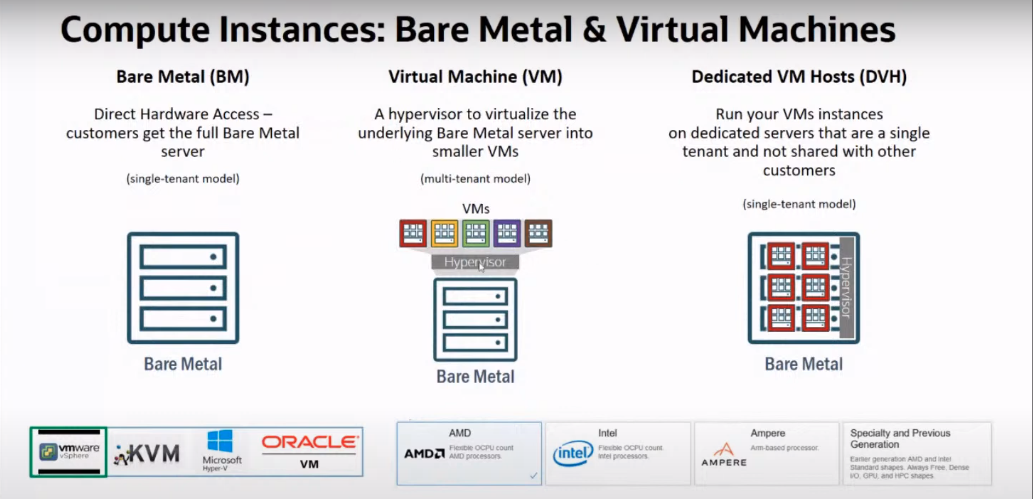 Compute Instances: Bare Metal & Virtual Machines
Bare Metal (BM)
Direct Hardware Access –
customers get the full Bare Metal
server
(single-tenant model)
Bare Metal
Virtual Machine (VM)
A hypervisor to virtualize the
underlying Bare Metal server into
smaller VMs
(multi-tenant model)
VMs
Hypervisor
Bare Metal
Dedicated VM Hosts (DVH)
Run your VMs instances
on dedicated servers that are a single
tenant and not shared with other
customers
(single-tenant model)
Hypervisor
Bare Metal
vmware
vSphere
KVM
Microsoft
Hyper-V
ORACLE
VM
AMD
AMD
Flexible OCPU count
AMD processors.
Intel
intel
Flexible OCPU count
Intel processors.
Ampere
AMPERE
Arm-based processor.
Specialty and Previous
Generation
Earlier generation AMD and Intel
Standard shapes. Always Free, Dense
I/O, GPU, and HPC shapes.